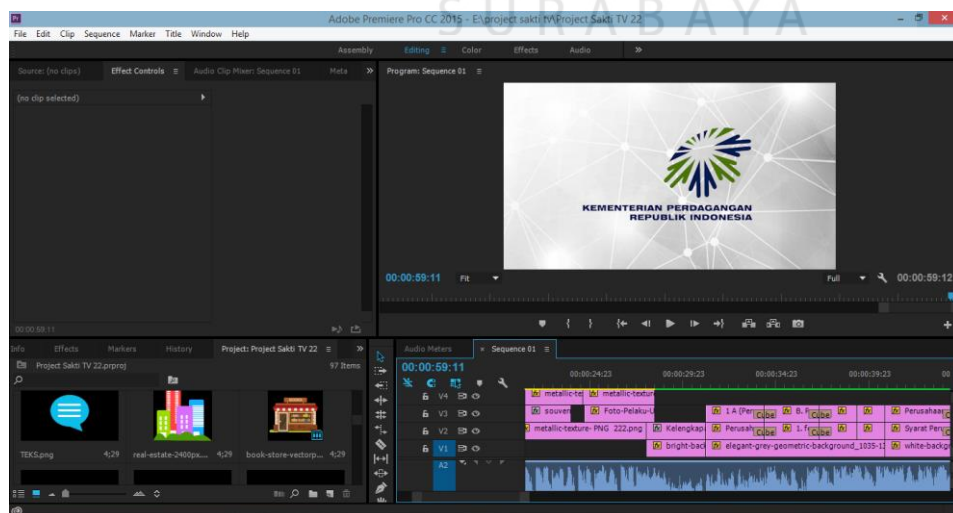 SURABAYA
Adobe Premiere Pro CC 2015 - E:\project sakti tv\Project Sakti TV 22
File Edit Clip Sequence Marker Title Window Help
Assembly Editing Color Effects Audio
Source: (no clips) Effect Controls Audio Clip Mixer: Sequence 01 Meta
Program: Sequence 01
(no clip selected)
KEMENTERIAN PERDAGANGAN
REPUBLIK INDONESIA
00:00:59:11 Fit Full 00:00:59:12
00:00:59:11
Info Effects Markers History Project: Project Sakti TV 22
Project Sakti TV 22.prproj 97 Items
TEKS.png 4;29 real-estate-2400px... 4;29 book-store-vectorp... 4;29
Audio Meters × Sequence 01
00:00:59:11
00:00:24:23 00:00:29:23 00:00:34:23 00:00:39:23 00
V4 metallic-te metallic-textur
V3 souven Foto-Pelaku-U 1 A (Per Cube B. P Cube Perusahaa
V2 metallic-texture- PNG 222.png Kelengkap Perusah Cube 1. f Cube Syarat Per
V1 bright-bac elegant-grey-geometric-background_1035-1 white-backg
A2